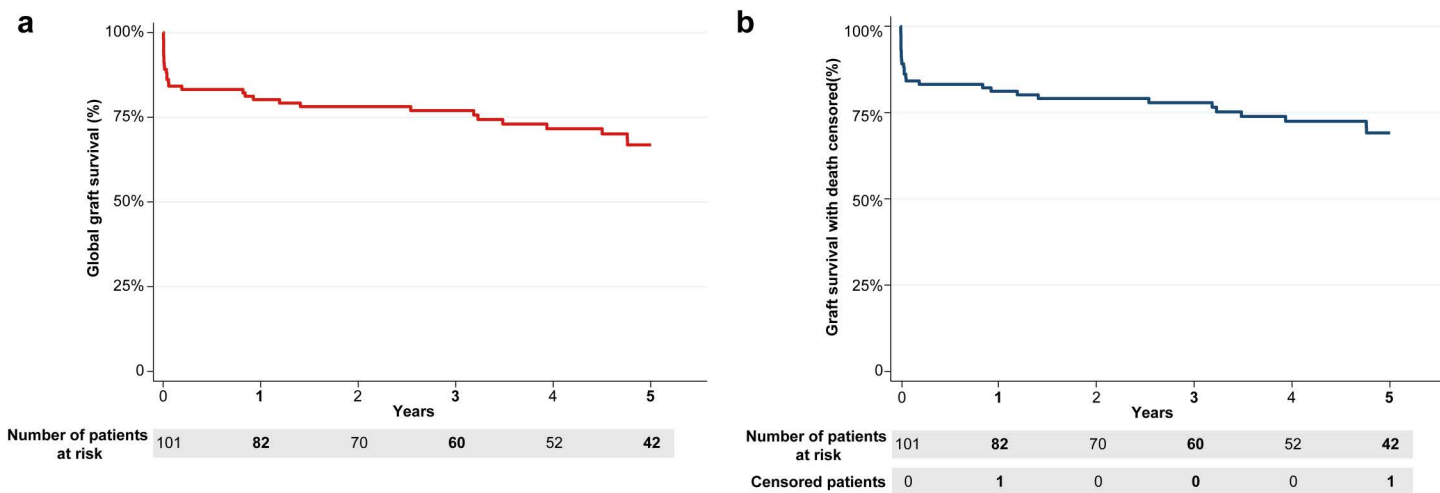 a
Global graft survival (%)
100%
75%
50%
25%
0
0 1 2 3 4 5
Years
Number of patients at risk
101 82 70 60 52 42
b
Graft survival with death censored(%)
100%
75%
50%
25%
0
0 1 2 3 4 5
Years
Number of patients at risk
101 82 70 60 52 42
Censored patients 0 1 0 0 0 1